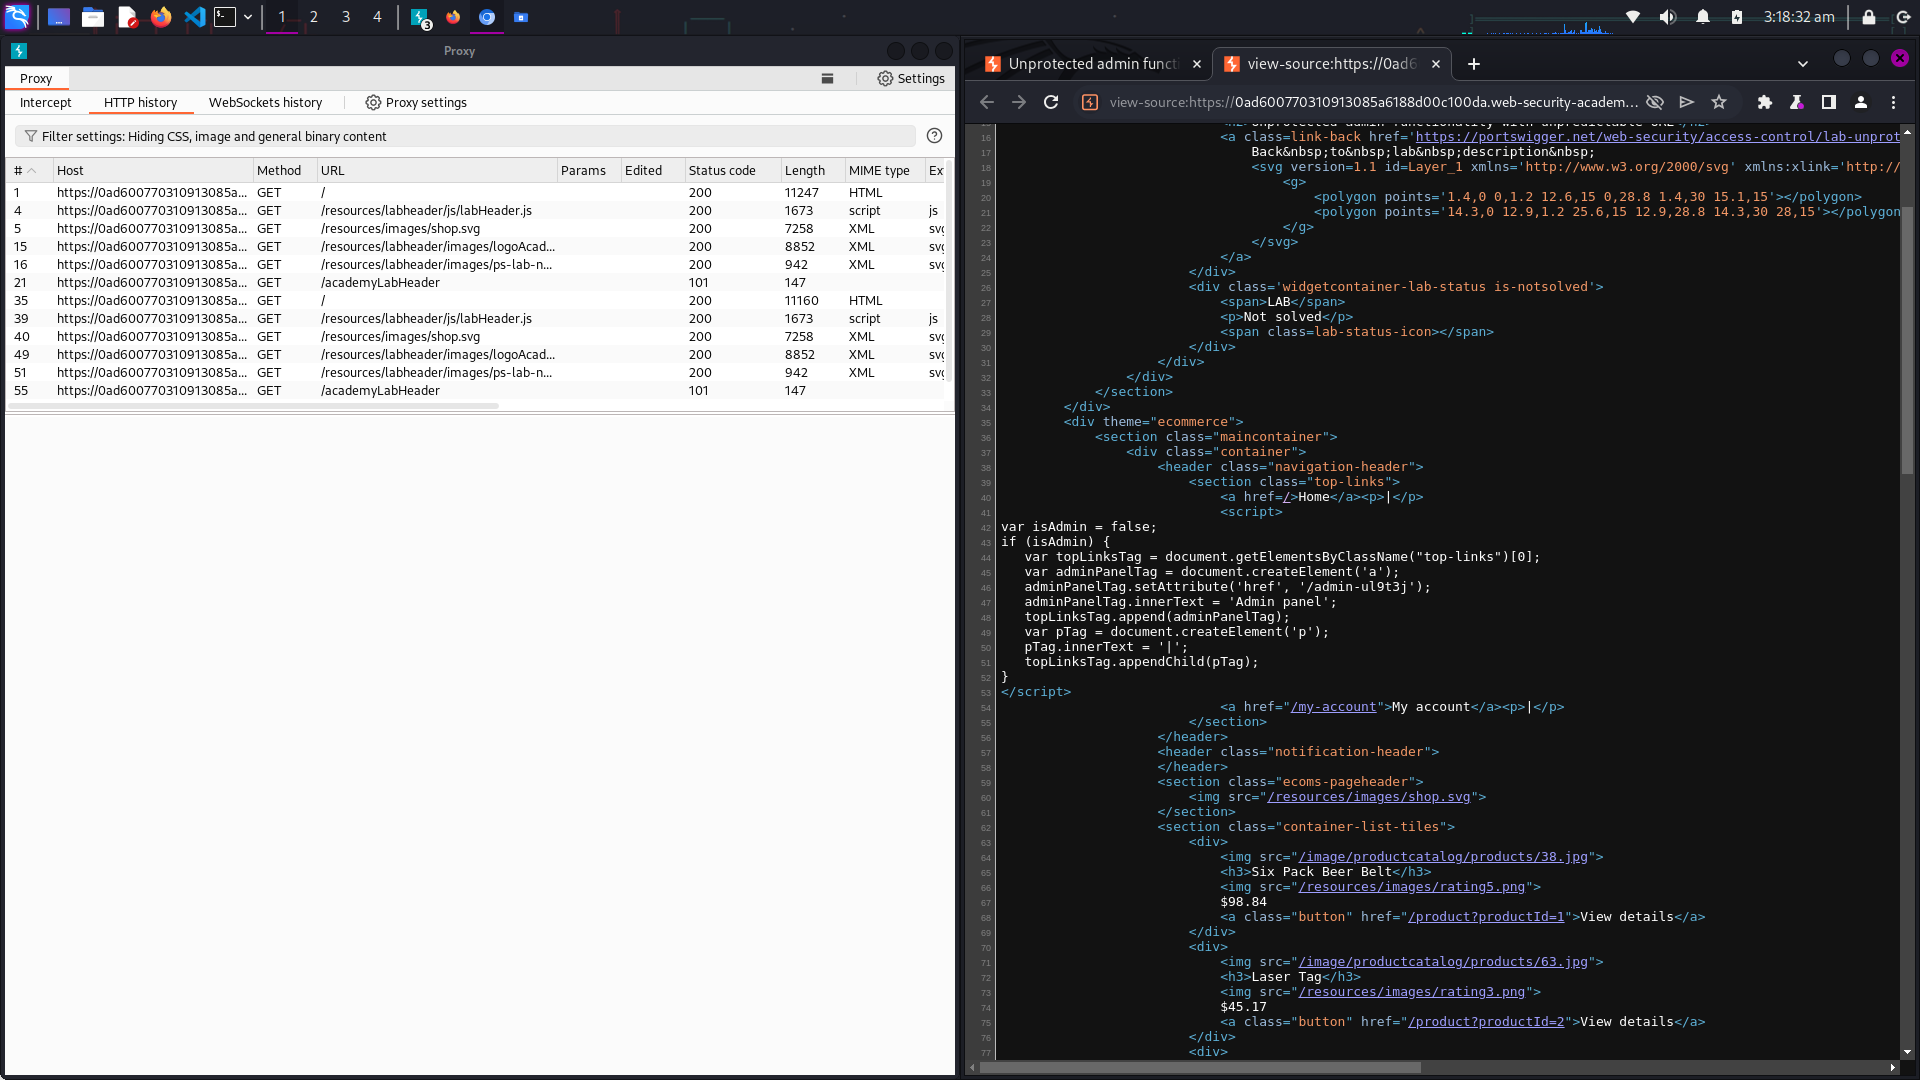 1 2 3 4 3 3:18:32 am
Proxy
Proxy Settings
Intercept HTTP history WebSockets history Proxy settings
Filter settings: Hiding CSS, image and general binary content
# Host Method URL Params Edited Status code Length MIME type Ex
1 https://0ad600770310913085a... GET / 200 11247 HTML
4 https://0ad600770310913085a... GET /resources/labheader/js/labHeader.js 200 1673 script js
5 https://0ad600770310913085a... GET /resources/images/shop.svg 200 7258 XML svg
15 https://0ad600770310913085a... GET /resources/labheader/images/logoAcad... 200 8852 XML svg
16 https://0ad600770310913085a... GET /resources/labheader/images/ps-lab-n... 200 942 XML svg
21 https://0ad600770310913085a... GET /academyLabHeader 101 147
35 https://0ad600770310913085a... GET / 200 11160 HTML
39 https://0ad600770310913085a... GET /resources/labheader/js/labHeader.js 200 1673 script js
40 https://0ad600770310913085a... GET /resources/images/shop.svg 200 7258 XML svg
49 https://0ad600770310913085a... GET /resources/labheader/images/logoAcad... 200 8852 XML svg
51 https://0ad600770310913085a... GET /resources/labheader/images/ps-lab-n... 200 942 XML svg
55 https://0ad600770310913085a... GET /academyLabHeader 101 147
Unprotected admin functi view-source:https://0ad6
view-source:https://0ad600770310913085a6188d00c100da.web-security-academ...
Unprotected admin functionality with unpredictable URL</h2>
16 <a class=link-back href='https://portswigger.net/web-security/access-control/lab-unprot
17 Back&nbsp;to&nbsp;lab&nbsp;description&nbsp;
18 <svg version=1.1 id=Layer_1 xmlns='http://www.w3.org/2000/svg' xmlns:xlink='http://
19 <g>
20 <polygon points='1.4,0 0,1.2 12.6,15 0,28.8 1.4,30 15.1,15'></polygon>
21 <polygon points='14.3,0 12.9,1.2 25.6,15 12.9,28.8 14.3,30 28,15'></polygon
22 </g>
23 </svg>
24 </a>
25 </div>
26 <div class='widgetcontainer-lab-status is-notsolved'>
27 <span>LAB</span>
28 <p>Not solved</p>
29 <span class=lab-status-icon></span>
30 </div>
31 </div>
32 </div>
33 </section>
34 </div>
35 <div theme="ecommerce">
36 <section class="maincontainer">
37 <div class="container">
38 <header class="navigation-header">
39 <section class="top-links">
40 <a href=/>Home</a><p>|</p>
41 <script>
42 var isAdmin = false;
43 if (isAdmin) {
44 var topLinksTag = document.getElementsByClassName("top-links")[0];
45 var adminPanelTag = document.createElement('a');
46 adminPanelTag.setAttribute('href', '/admin-ul9t3j');
47 adminPanelTag.innerText = 'Admin panel';
48 topLinksTag.append(adminPanelTag);
49 var pTag = document.createElement('p');
50 pTag.innerText = '|';
51 topLinksTag.appendChild(pTag);
52 }
53 </script>
54 <a href="/my-account">My account</a><p>|</p>
55 </section>
56 </header>
57 <header class="notification-header">
58 </header>
59 <section class="ecoms-pageheader">
60 <img src="/resources/images/shop.svg">
61 </section>
62 <section class="container-list-tiles">
63 <div>
64 <img src="/image/productcatalog/products/38.jpg">
65 <h3>Six Pack Beer Belt</h3>
66 <img src="/resources/images/rating5.png">
67 $98.84
68 <a class="button" href="/product?productId=1">View details</a>
69 </div>
70 <div>
71 <img src="/image/productcatalog/products/63.jpg">
72 <h3>Laser Tag</h3>
73 <img src="/resources/images/rating3.png">
74 $45.17
75 <a class="button" href="/product?productId=2">View details</a>
76 </div>
77 <div>